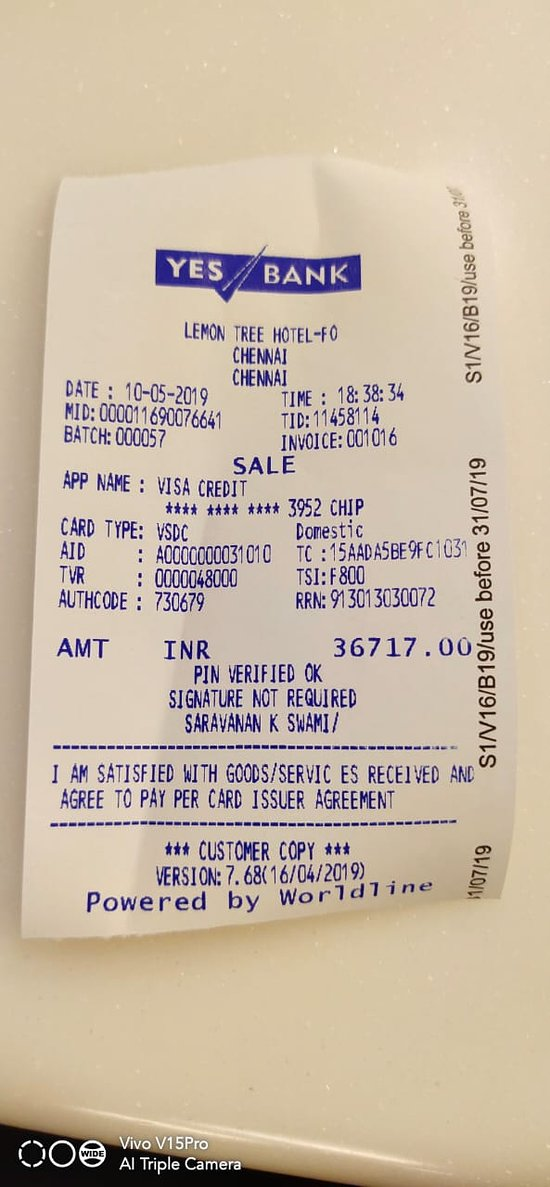 YES BANK
LEMON TREE HOTEL-FO
CHENNAI
CHENNAI
DATE : 10-05-2019 TIME : 18:38:34
MID:000011690076641 TID:11458114
BATCH:000057 INVOICE:001016
SALE
APP NAME : VISA CREDIT
**** **** **** 3952 CHIP
CARD TYPE: VSDC Domestic
AID : A0000000031010 TC :15AADA5BE9FC1031
TVR : 0000048000 TSI:F800
AUTHCODE : 730679 RRN:913013030072
AMT INR 36717.00
PIN VERIFIED OK
SIGNATURE NOT REQUIRED
SARAVANAN K SWAMI/
I AM SATISFIED WITH GOODS/SERVIC ES RECEIVED AND
AGREE TO PAY PER CARD ISSUER AGREEMENT
*** CUSTOMER COPY ***
VERSION:7.68(16/04/2019)
Powered by Worldline
S1/V16/B19/use before 31/0
S1/V16/B19/use before 31/07/19
31/07/19
WIDE
Vivo V15Pro
AI Triple Camera